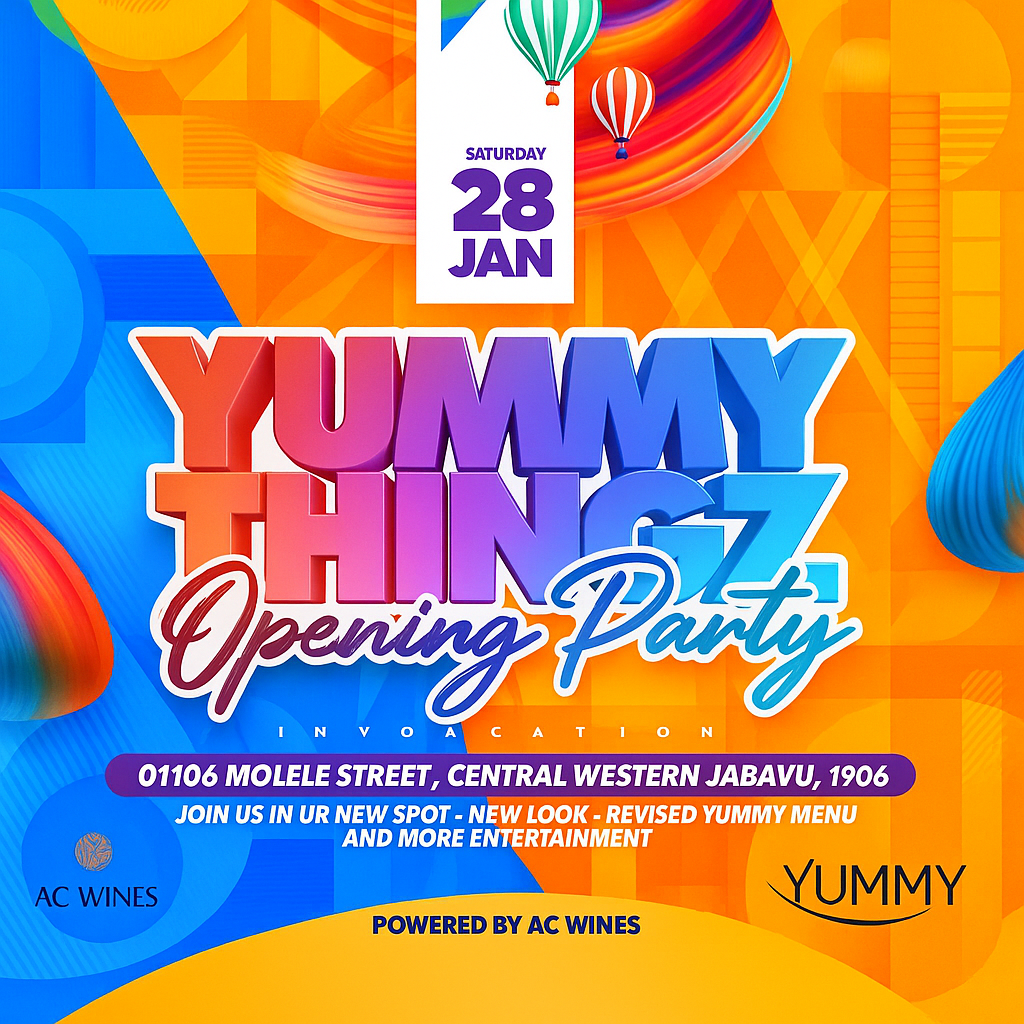 SATURDAY
28
JAN
YUMMY
THINGZ
Opening Party
INVOACATION
01106 MOLELE STREET, CENTRAL WESTERN JABAVU, 1906
JOIN US IN UR NEW SPOT - NEW LOOK - REVISED YUMMY MENU
AND MORE ENTERTAINMENT
AC WINES
YUMMY
POWERED BY AC WINES